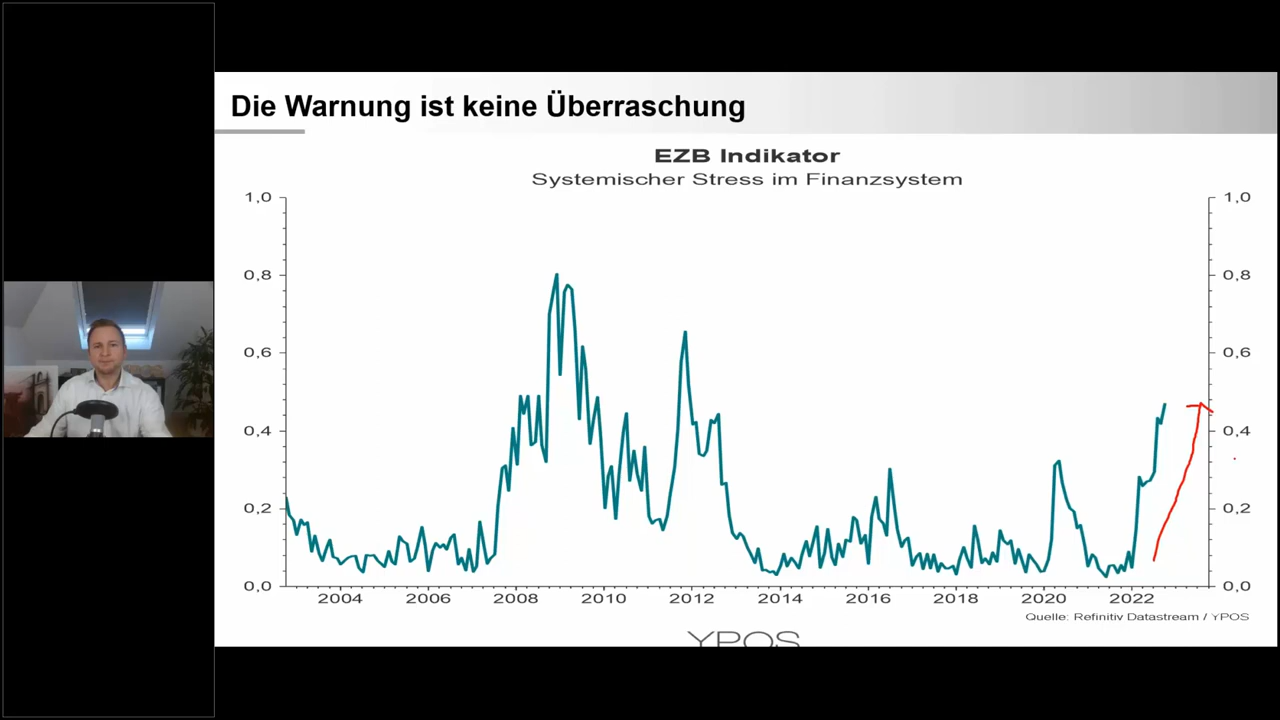 Die Warnung ist keine Überraschung
EZB Indikator
Systemischer Stress im Finanzsystem
1,0 1,0
0,8 0,8
0,6 0,6
0,4 0,4
0,2 0,2
0,0 0,0
2004 2006 2008 2010 2012 2014 2016 2018 2020 2022
Quelle: Refinitiv Datastream / YPOS
YPOS